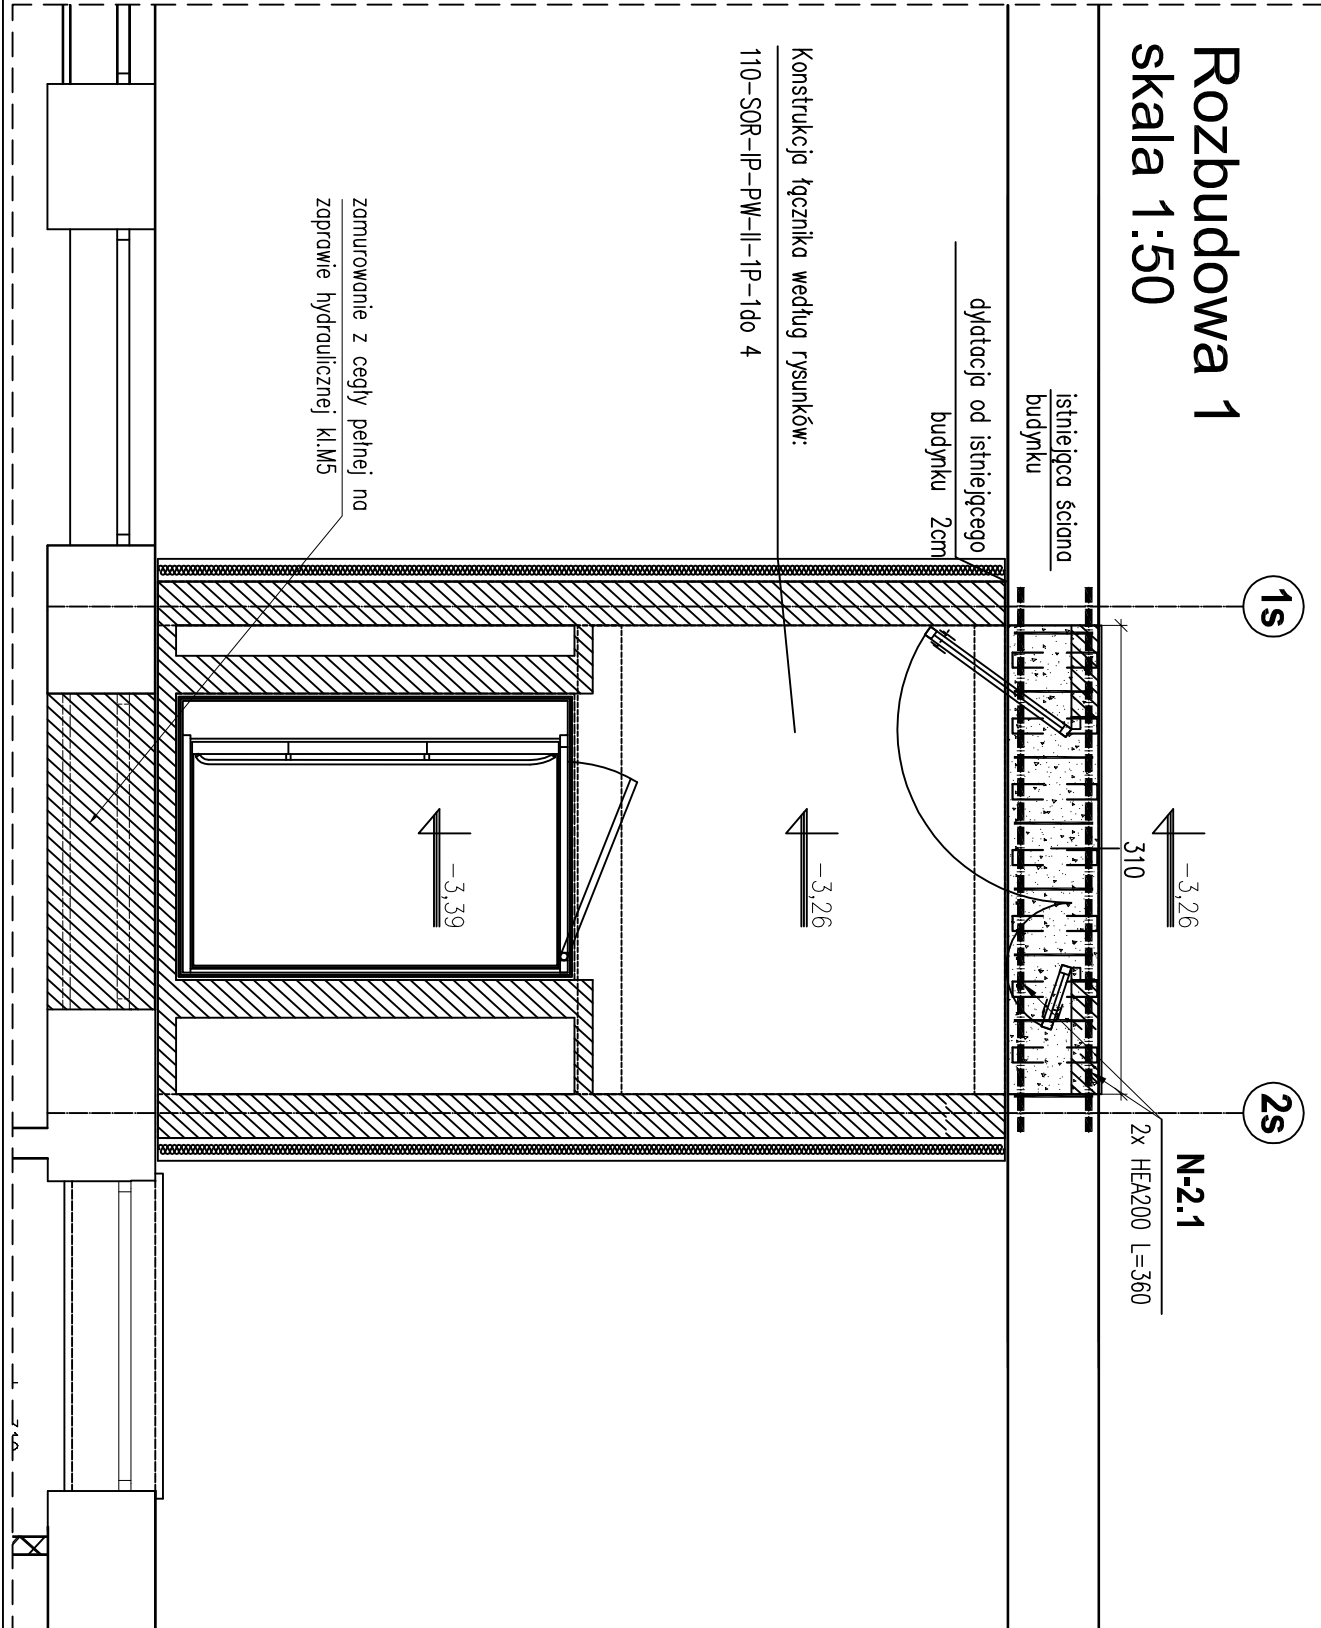 Rozbudowa 1
skala 1:50
1s
2s
istniejąca ściana
budynku
dylatacja od istniejącego
budynku 2cm
Konstrukcja łącznika według rysunków:
110-SOR-IP-PW-II-1P-1do 4
zamurowanie z cegły pełnej na
zaprawie hydraulicznej kl.M5
310
-3,26
-3,26
-3,39
N-2.1
2x HEA200 L=360